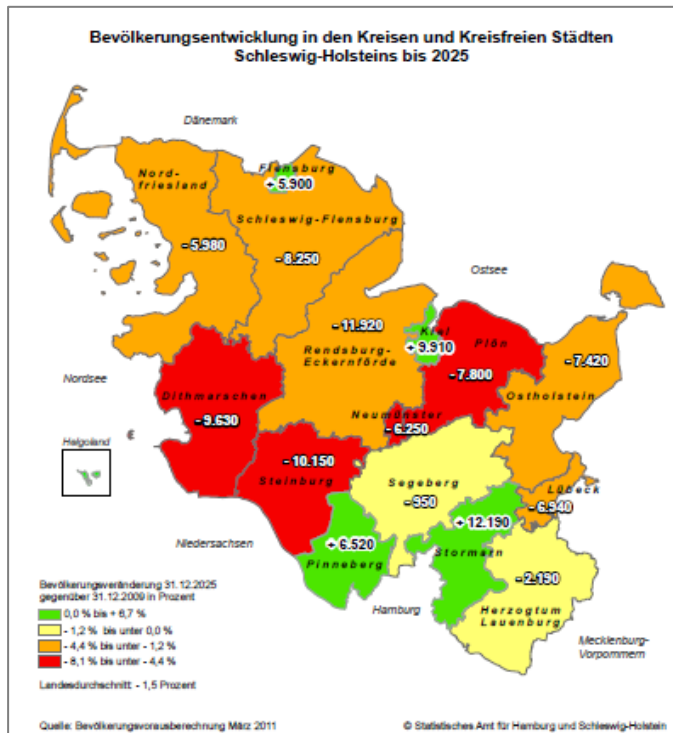 Bevölkerungsentwicklung in den Kreisen und Kreisfreien Städten
Schleswig-Holsteins bis 2025
Dänemark
Flensburg
+ 5.900
Nord-
friesland
Schleswig-Flensburg
- 5.980
- 8.250
Ostsee
- 11.920
Kiel
+ 9.910
Plön
- 7.800
- 7.420
Rendsburg-
Eckernförde
Nordsee
Dithmarschen
- 9.630
Neumünster
- 6.250
Ostholstein
€
Helgoland
- 10.150
Steinburg
Segeberg
- 950
Lübeck
- 6.940
+ 12.190
Stormarn
Niedersachsen
+ 6.520
Pinneberg
- 2.190
Herzogtum
Lauenburg
Hamburg
Mecklenburg-
Vorpommern
Bevölkerungsveränderung 31.12.2025
gegenüber 31.12.2009 in Prozent
0,0 % bis + 6,7 %
- 1,2 % bis unter 0,0 %
- 4,4 % bis unter - 1,2 %
- 8,1 % bis unter - 4,4 %
Landesdurchschnitt: - 1,5 Prozent
Quelle: Bevölkerungsvorausberechnung März 2011
© Statistisches Amt für Hamburg und Schleswig-Holstein